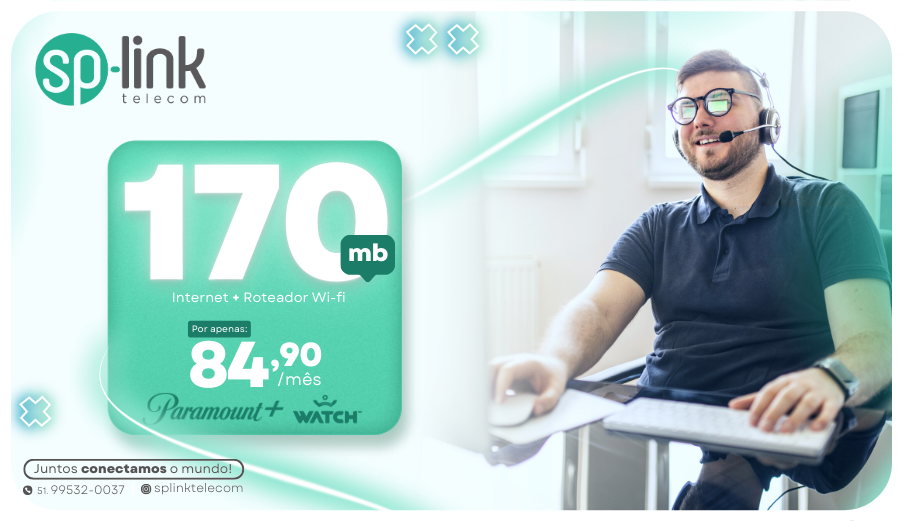 sp-link
telecom
170
mb
Internet + Roteador Wi-fi
Por apenas:
84,90
/mês
Paramount+ WATCH
Juntos conectamos o mundo!
51. 99532-0037 splinktelecom